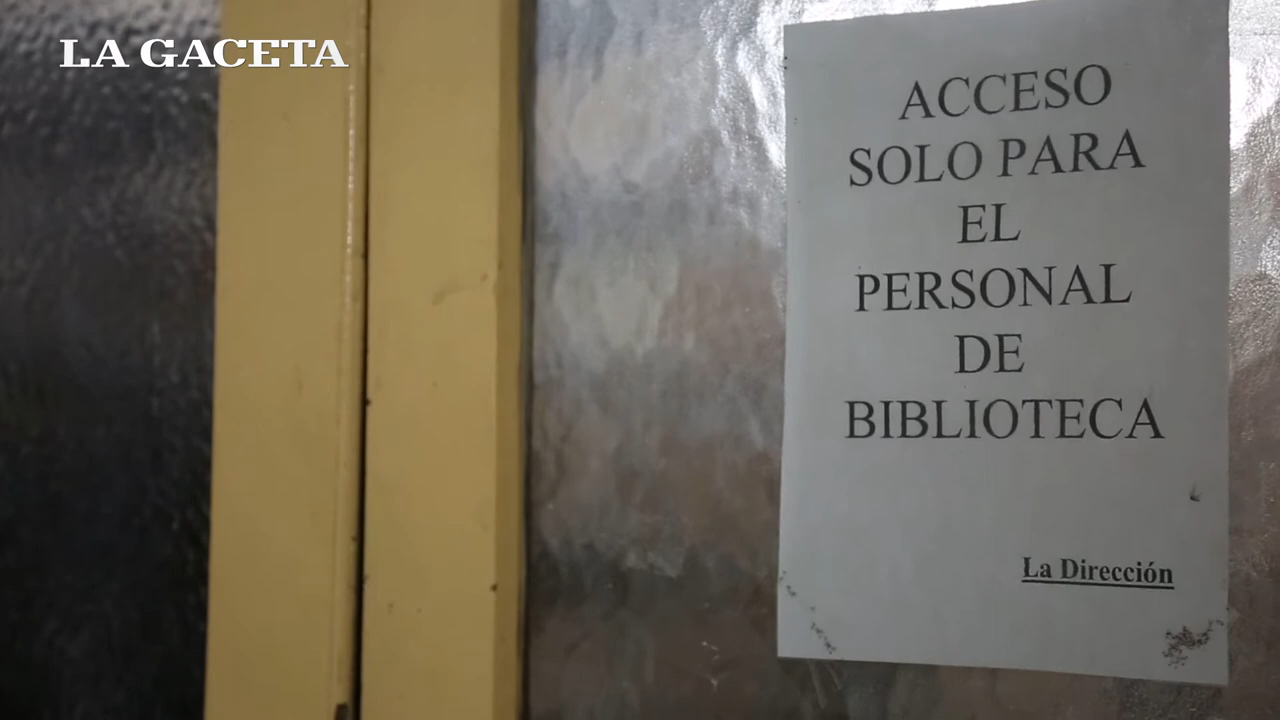 LA GACETA
ACCESO
SOLO PARA
EL
PERSONAL
DE
BIBLIOTECA
La Dirección